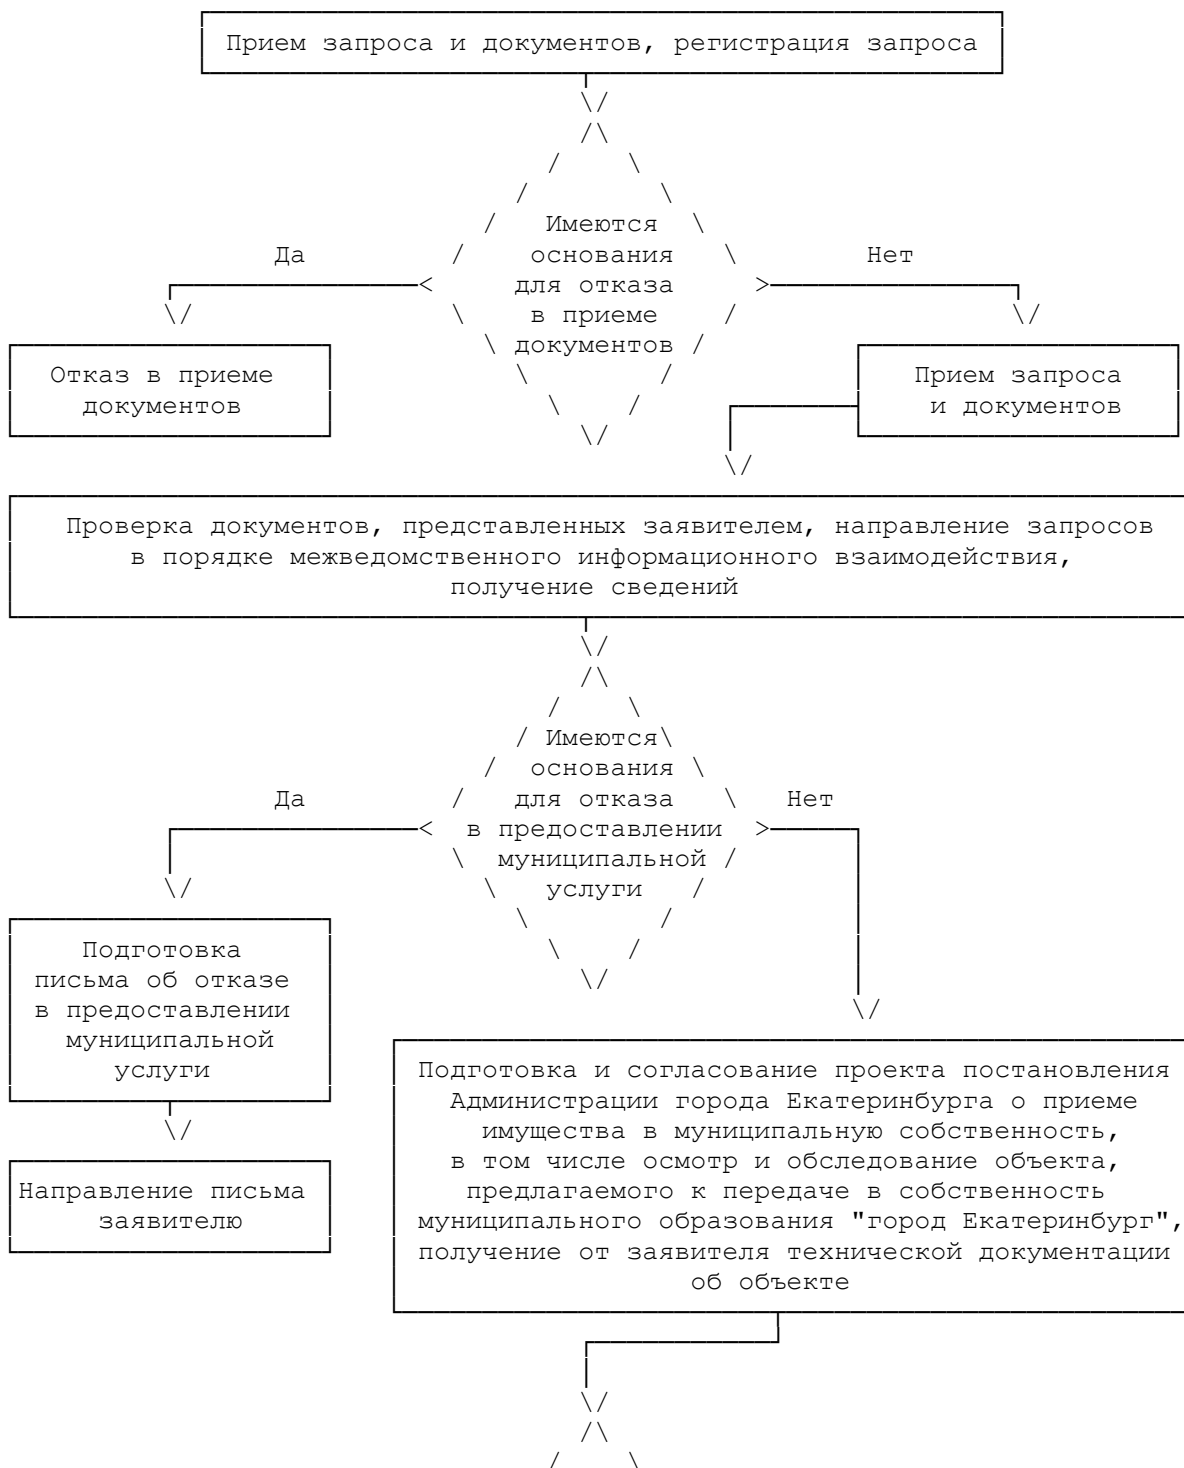 Прием запроса и документов, регистрация запроса
Имеются
основания
для отказа
в приеме
документов
Да
Нет
Отказ в приеме
документов
Прием запроса
и документов
Проверка документов, представленных заявителем, направление запросов
в порядке межведомственного информационного взаимодействия,
получение сведений
Имеются
основания
для отказа
в предоставлении
муниципальной
услуги
Да
Нет
Подготовка
письма об отказе
в предоставлении
муниципальной
услуги
Направление письма
заявителю
Подготовка и согласование проекта постановления
Администрации города Екатеринбурга о приеме
имущества в муниципальную собственность,
в том числе осмотр и обследование объекта,
предлагаемого к передаче в собственность
муниципального образования "город Екатеринбург",
получение от заявителя технической документации
об объекте